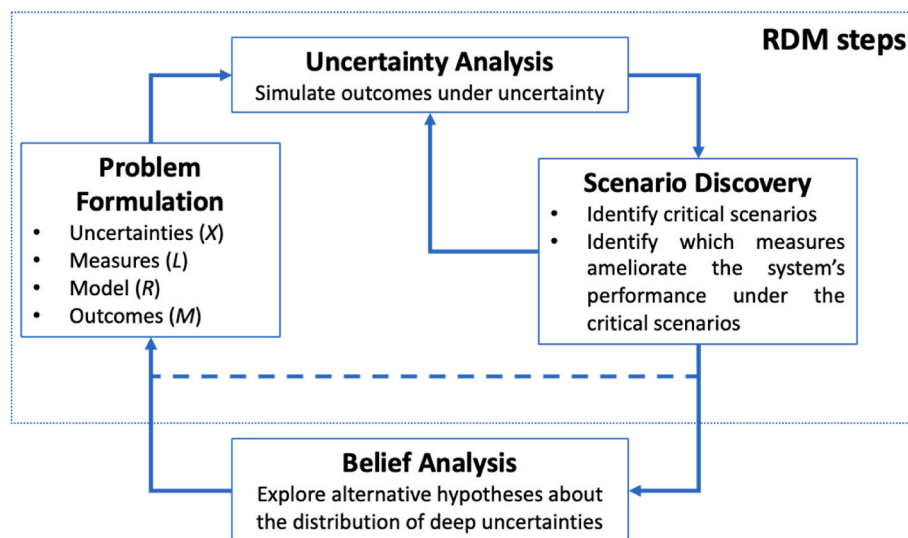 RDM steps
Uncertainty Analysis
Simulate outcomes under uncertainty
Problem
Formulation
• Uncertainties (X)
• Measures (L)
• Model (R)
• Outcomes (M)
Scenario Discovery
• Identify critical scenarios
• Identify which measures
ameliorate the system's
performance under the
critical scenarios
Belief Analysis
Explore alternative hypotheses about
the distribution of deep uncertainties